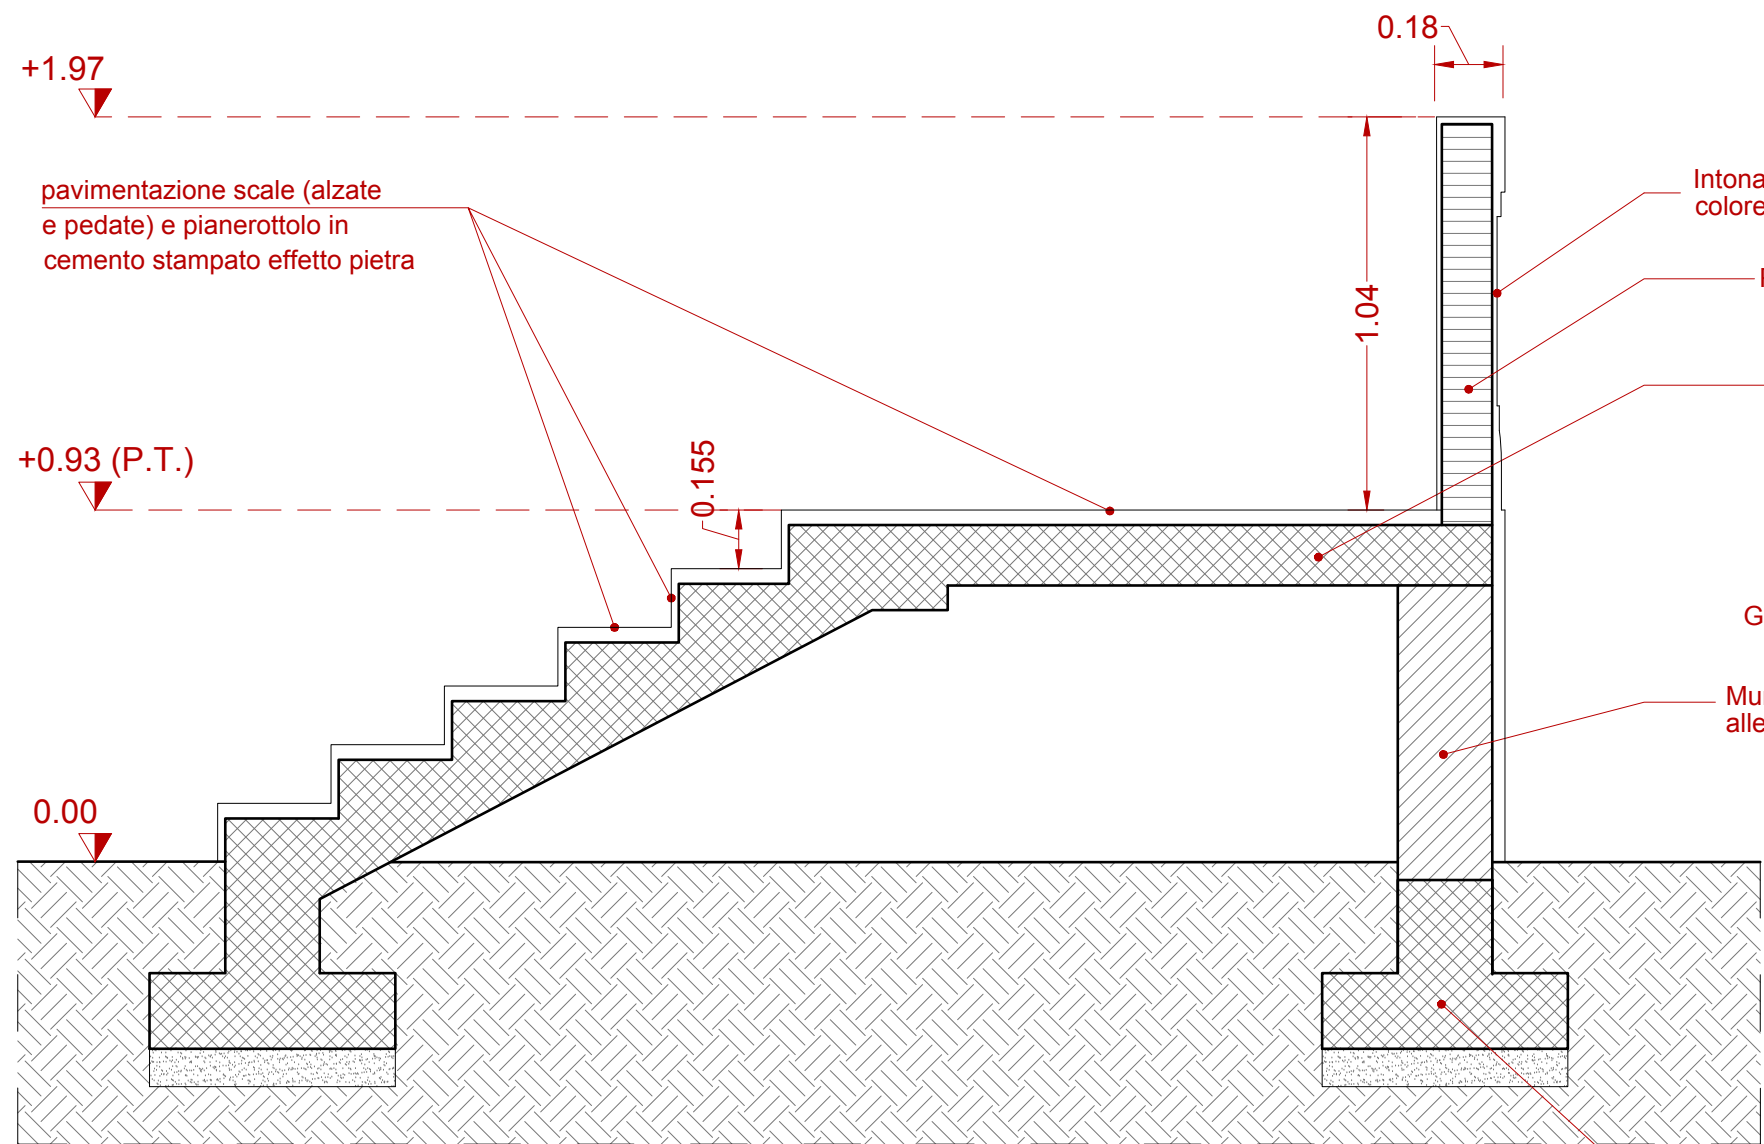 0.18
+1.97
pavimentazione scale (alzate
e pedate) e pianerottolo in
cemento stampato effetto pietra
Intona
colore
1.04
+0.93 (P.T.)
0.155
G
Mu
alle
0.00